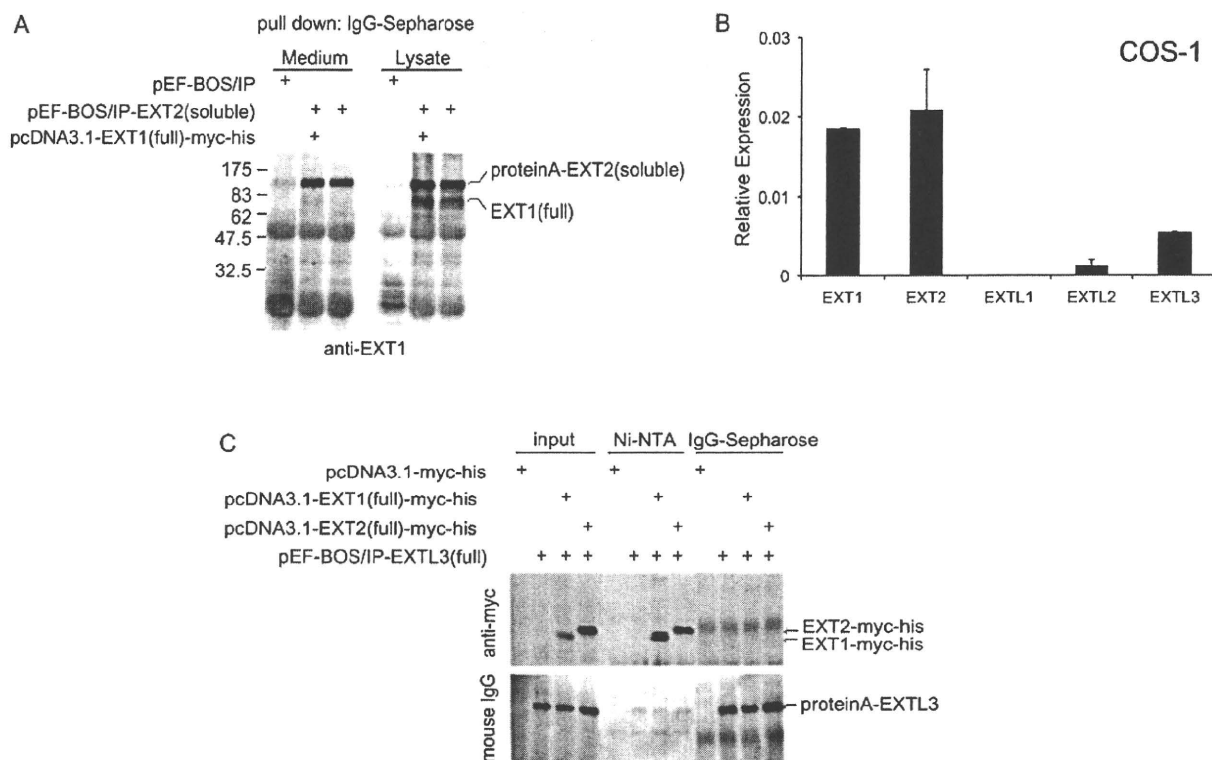 A
pull down: IgG-Sepharose
Medium Lysate
pEF-BOS/IP + +
pEF-BOS/IP-EXT2(soluble) + + + +
pcDNA3.1-EXT1(full)-myc-his + +
175
83
62
47.5
32.5
proteinA-EXT2(soluble)
EXT1(full)
anti-EXT1
B
COS-1
Relative Expression
0.03
0.02
0.01
0
EXT1 EXT2 EXTL1 EXTL2 EXTL3
C
input Ni-NTA IgG-Sepharose
pcDNA3.1-myc-his + + +
pcDNA3.1-EXT1(full)-myc-his + + +
pcDNA3.1-EXT2(full)-myc-his + + +
pEF-BOS/IP-EXTL3(full) + + + + + + + + +
anti-myc
EXT2-myc-his
EXT1-myc-his
mouse IgG
proteinA-EXTL3